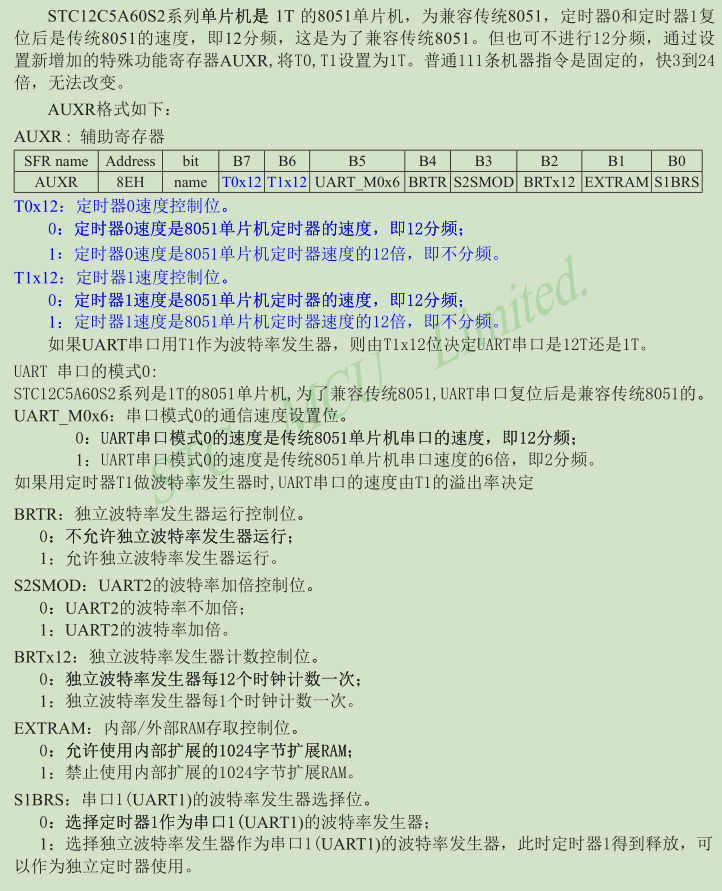 STC12C5A60S2系列单片机是 1T 的8051单片机，为兼容传统8051，定时器0和定时器1复
位后是传统8051的速度，即12分频，这是为了兼容传统8051。但也可不进行12分频，通过设
置新增加的特殊功能寄存器AUXR,将T0,T1设置为1T。普通111条机器指令是固定的，快3到24
倍，无法改变。
AUXR格式如下：
AUXR： 辅助寄存器
SFR name Address bit B7 B6 B5 B4 B3 B2 B1 B0
AUXR 8EH name T0x12 T1x12 UART_M0x6 BRTR S2SMOD BRTx12 EXTRAM S1BRS
T0x12：定时器0速度控制位。
0：定时器0速度是8051单片机定时器的速度，即12分频；
1：定时器0速度是8051单片机定时器速度的12倍，即不分频。
T1x12：定时器1速度控制位。
0：定时器1速度是8051单片机定时器的速度，即12分频；
1：定时器1速度是8051单片机定时器速度的12倍，即不分频。
如果UART串口用T1作为波特率发生器，则由T1x12位决定UART串口是12T还是1T。
UART 串口的模式0:
STC12C5A60S2系列是1T的8051单片机,为了兼容传统8051,UART串口复位后是兼容传统8051的。
UART_M0x6：串口模式0的通信速度设置位。
0：UART串口模式0的速度是传统8051单片机串口的速度，即12分频；
1：UART串口模式0的速度是传统8051单片机串口速度的6倍，即2分频。
如果用定时器T1做波特率发生器时,UART串口的速度由T1的溢出率决定
BRTR：独立波特率发生器运行控制位。
0：不允许独立波特率发生器运行；
1：允许独立波特率发生器运行。
S2SMOD：UART2的波特率加倍控制位。
0：UART2的波特率不加倍；
1：UART2的波特率加倍。
BRTx12：独立波特率发生器计数控制位。
0：独立波特率发生器每12个时钟计数一次；
1：独立波特率发生器每1个时钟计数一次。
EXTRAM：内部/外部RAM存取控制位。
0：允许使用内部扩展的1024字节扩展RAM；
1：禁止使用内部扩展的1024字节扩展RAM。
S1BRS：串口1(UART1)的波特率发生器选择位。
0：选择定时器1作为串口1(UART1)的波特率发生器；
1：选择独立波特率发生器作为串口1(UART1)的波特率发生器，此时定时器1得到释放，可
以作为独立定时器使用。
STC MCU Limited.